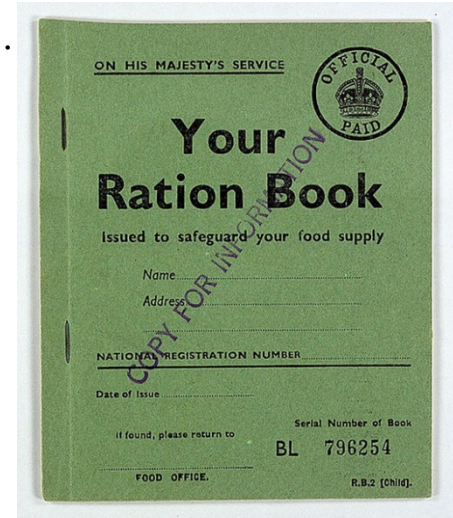 ON HIS MAJESTY'S SERVICE
OFFICIAL
PAID
Your
Ration Book
Issued to safeguard your food supply
COPY FOR INFORMATION
Name
Address
NATIONAL REGISTRATION NUMBER
Date of Issue
If found, please return to
FOOD OFFICE.
Serial Number of Book
BL 796254
R.B.2 [Child].